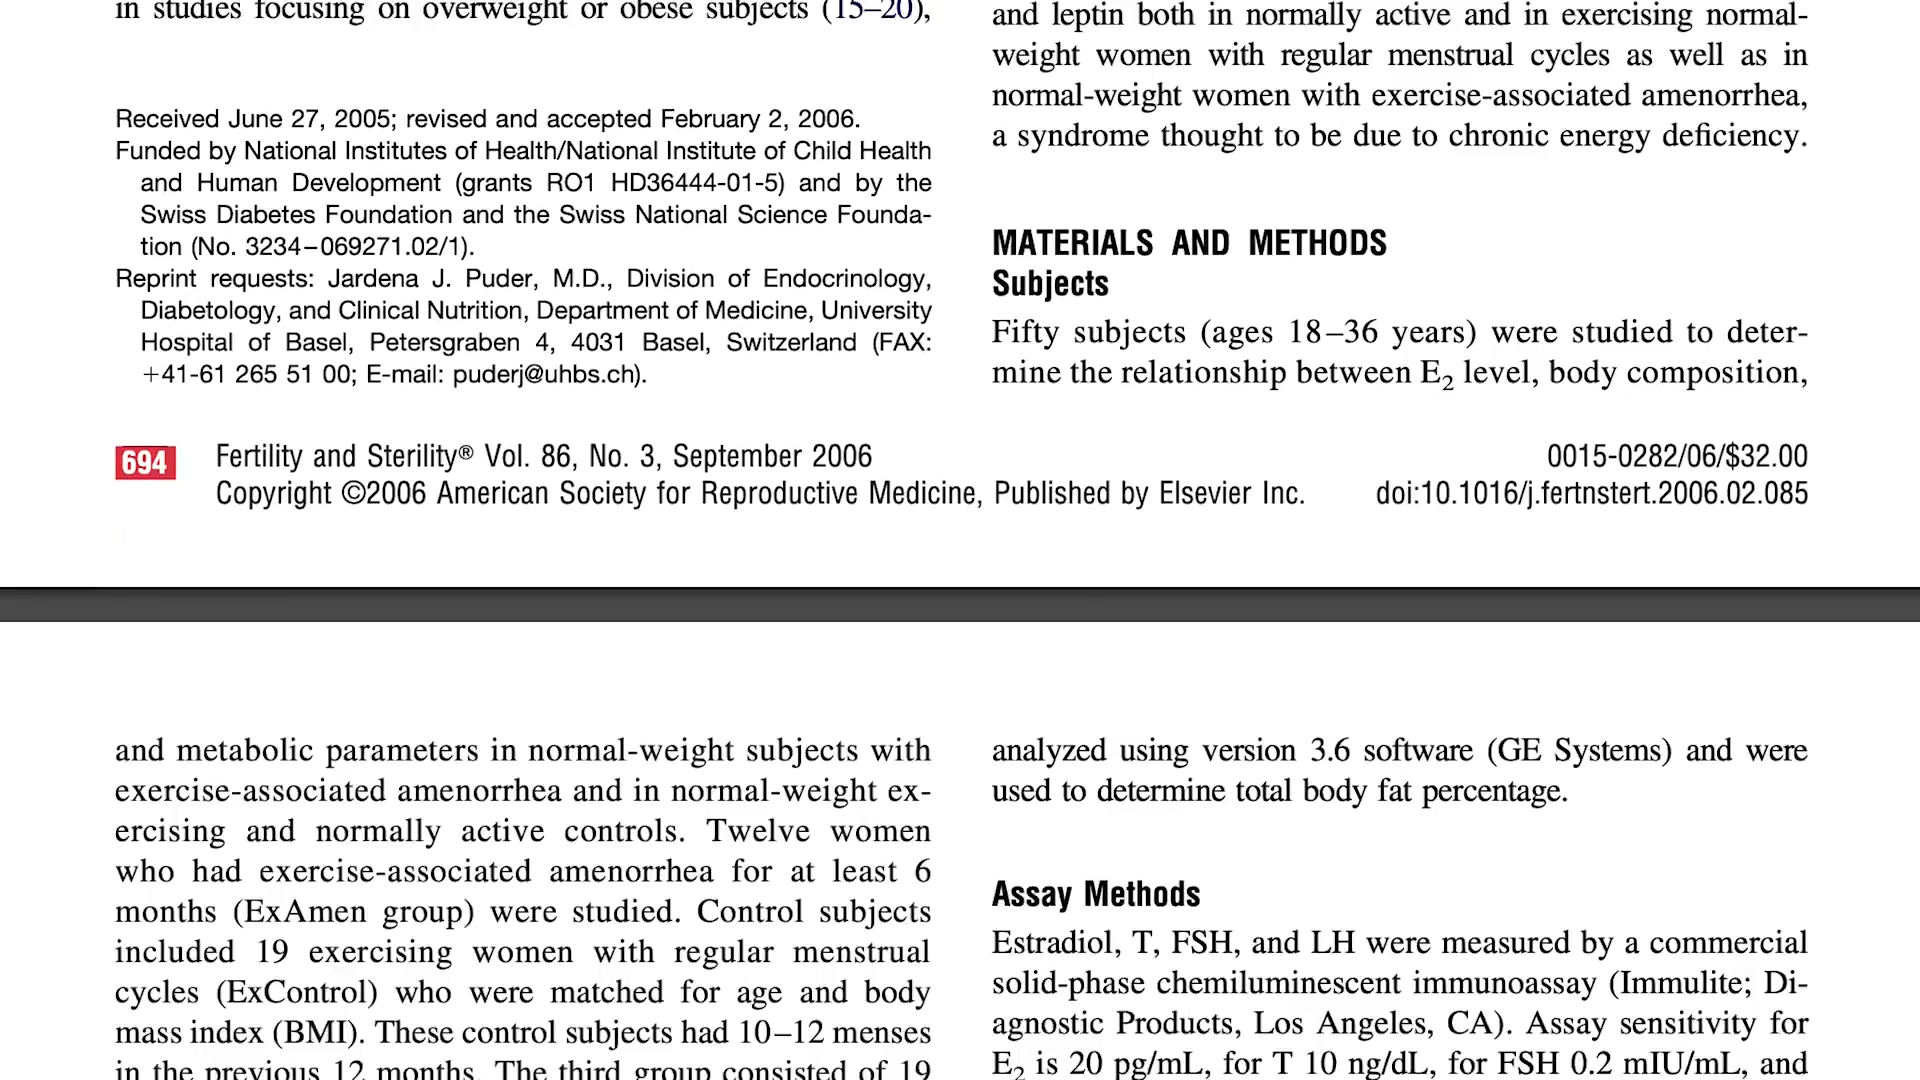 in studies focusing on overweight or obese subjects (15–20),
Received June 27, 2005; revised and accepted February 2, 2006.
Funded by National Institutes of Health/National Institute of Child Health
and Human Development (grants RO1 HD36444-01-5) and by the
Swiss Diabetes Foundation and the Swiss National Science Founda-
tion (No. 3234–069271.02/1).
Reprint requests: Jardena J. Puder, M.D., Division of Endocrinology,
Diabetology, and Clinical Nutrition, Department of Medicine, University
Hospital of Basel, Petersgraben 4, 4031 Basel, Switzerland (FAX:
+41-61 265 51 00; E-mail: puderj@uhbs.ch).
and leptin both in normally active and in exercising normal-
weight women with regular menstrual cycles as well as in
normal-weight women with exercise-associated amenorrhea,
a syndrome thought to be due to chronic energy deficiency.
MATERIALS AND METHODS
Subjects
Fifty subjects (ages 18–36 years) were studied to deter-
mine the relationship between E₂ level, body composition,
694 Fertility and Sterility® Vol. 86, No. 3, September 2006 0015-0282/06/$32.00
Copyright ©2006 American Society for Reproductive Medicine, Published by Elsevier Inc. doi:10.1016/j.fertnstert.2006.02.085
and metabolic parameters in normal-weight subjects with
exercise-associated amenorrhea and in normal-weight ex-
ercising and normally active controls. Twelve women
who had exercise-associated amenorrhea for at least 6
months (ExAmen group) were studied. Control subjects
included 19 exercising women with regular menstrual
cycles (ExControl) who were matched for age and body
mass index (BMI). These control subjects had 10–12 menses
in the previous 12 months. The third group consisted of 19
analyzed using version 3.6 software (GE Systems) and were
used to determine total body fat percentage.
Assay Methods
Estradiol, T, FSH, and LH were measured by a commercial
solid-phase chemiluminescent immunoassay (Immulite; Di-
agnostic Products, Los Angeles, CA). Assay sensitivity for
E₂ is 20 pg/mL, for T 10 ng/dL, for FSH 0.2 mIU/mL, and